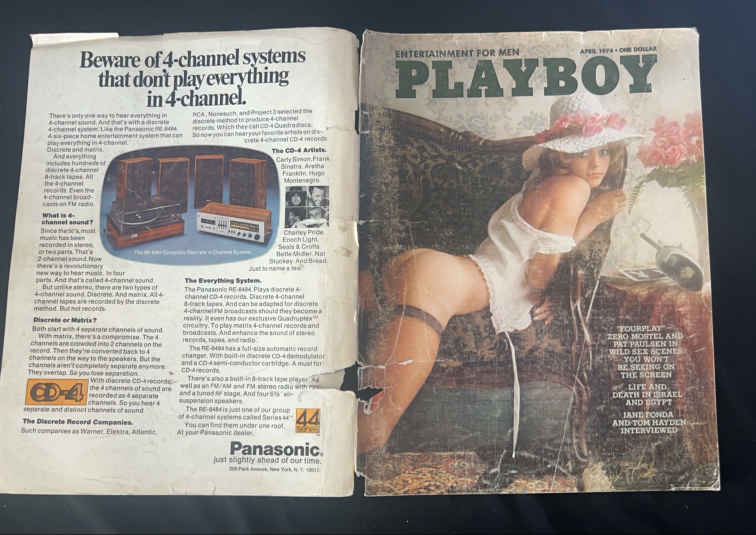 Beware of 4-channel systems
that don't play everything
in 4-channel.
There's only one way to hear everything in
4-channel sound. And that's with a discrete
4-channel system. Like the Panasonic RE-8484.
A six-piece home entertainment system that can
play everything in 4-channel.
Discrete and matrix.
And everything
includes hundreds of
discrete 4-channel
8-track tapes. All
the 4-channel
records. Even the
4-channel broad-
casts on FM radio.
What is 4-
channel sound?
Since the 50's, most
music has been
recorded in stereo,
or two parts. That's
2-channel sound. Now
there's a revolutionary
new way to hear music. In four
parts. And that's called 4-channel sound.
But unlike stereo, there are two types of
4-channel sound. Discrete. And matrix. All 4-
channel tapes are recorded by the discrete
method. But not records.
Discrete or Matrix?
Both start with 4 separate channels of sound.
With matrix, there's a compromise. The 4
channels are crowded into 2 channels on the
record. Then they're converted back to 4
channels on the way to the speakers. But the
channels aren't completely separate anymore.
They overlap. So you lose separation.
CD-4
With discrete CD-4 records,
the 4 channels of sound are
recorded as 4 separate
channels. So you hear 4
separate and distinct channels of sound.
The Discrete Record Companies.
Such companies as Warner, Elektra, Atlantic,
RCA, Nonesuch, and Project 3 selected the
discrete method to produce 4-channel
records. Which they call CD-4 Quadradiscs.
So now you can hear your favorite artists on dis-
crete 4-channel CD-4 records.
The CD-4 Artists.
Carly Simon, Frank
Sinatra, Aretha
Franklin, Hugo
Montenegro,
Charley Pride,
Enoch Light,
Seals & Crofts,
Bette Midler, Nat
Stuckey. And Bread.
Just to name a few.
The Everything System.
The Panasonic RE-8484. Plays discrete 4-
channel CD-4 records. Discrete 4-channel
8-track tapes. And can be adapted for discrete
4-channel FM broadcasts should they become a
reality. It even has our exclusive Quadruplex™
circuitry. To play matrix 4-channel records and
broadcasts. And enhance the sound of stereo
records, tapes, and radio.
The RE-8484 has a full-size automatic record
changer. With built-in discrete CD-4 demodulator
and a CD-4 semi-conductor cartridge. A must for
CD-4 records.
There's also a built-in 8-track tape player. As
well as an FM/AM and FM stereo radio with
and a tuned RF stage. And four 6½" air-
suspension speakers.
The RE-8484 is just one of our group
of 4-channel systems called Series 44™.
You can find them under one roof.
At your Panasonic dealer.
44
Panasonic.
just slightly ahead of our time.
200 Park Avenue, New York, N.Y. 10017
ENTERTAINMENT FOR MEN
APRIL 1974 • ONE DOLLAR
PLAYBOY
"FOURPLAY"
ZERO MOSTEL AND
PAT PAULSEN IN
WILD SEX SCENES
YOU WON'T
BE SEEING ON
THE SCREEN
LIFE AND
DEATH IN ISRAEL
AND EGYPT
JANE FONDA
AND TOM HAYDEN
INTERVIEWED